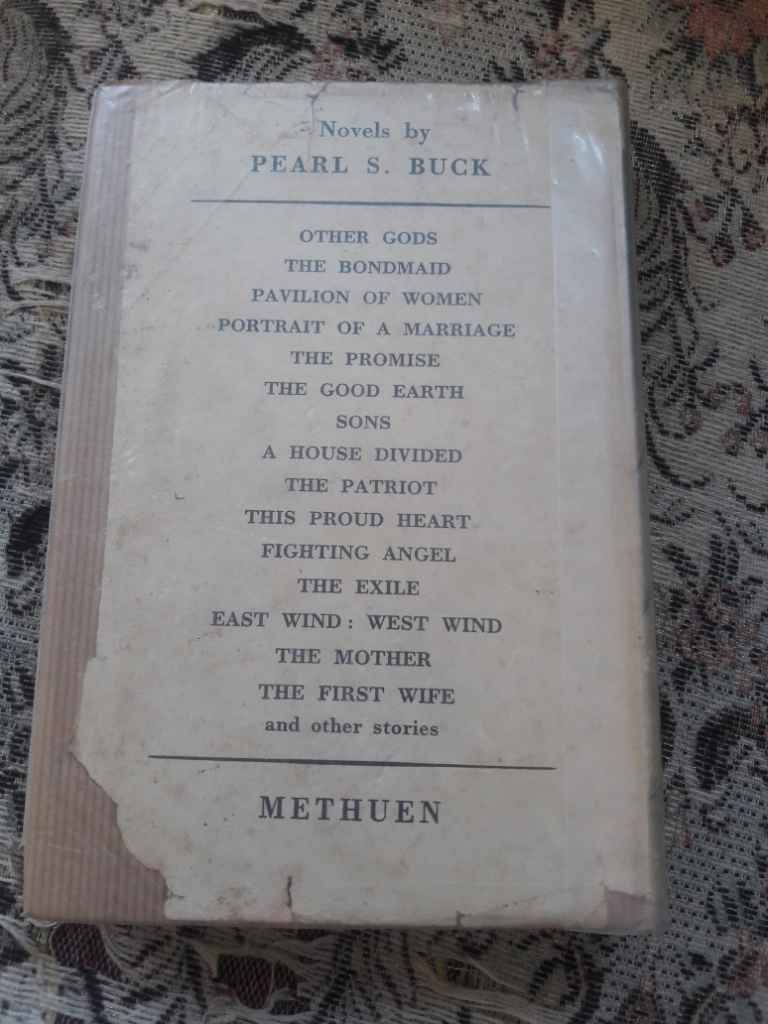 Novels by
PEARL S. BUCK
OTHER GODS
THE BONDMAID
PAVILION OF WOMEN
PORTRAIT OF A MARRIAGE
THE PROMISE
THE GOOD EARTH
SONS
A HOUSE DIVIDED
THE PATRIOT
THIS PROUD HEART
FIGHTING ANGEL
THE EXILE
EAST WIND : WEST WIND
THE MOTHER
THE FIRST WIFE
and other stories
METHUEN